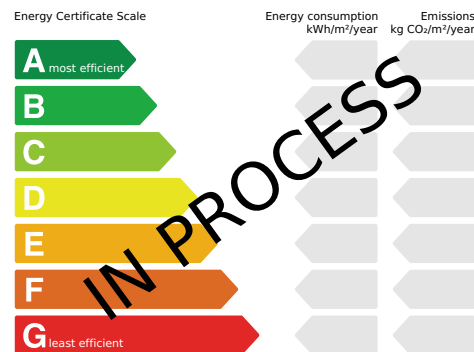 Energy Certificate Scale
Energy consumption
kWh/m²/year
Emissions
kg CO₂/m²/year
A most efficient
B
C
D
E
F
G least efficient
IN PROCESS